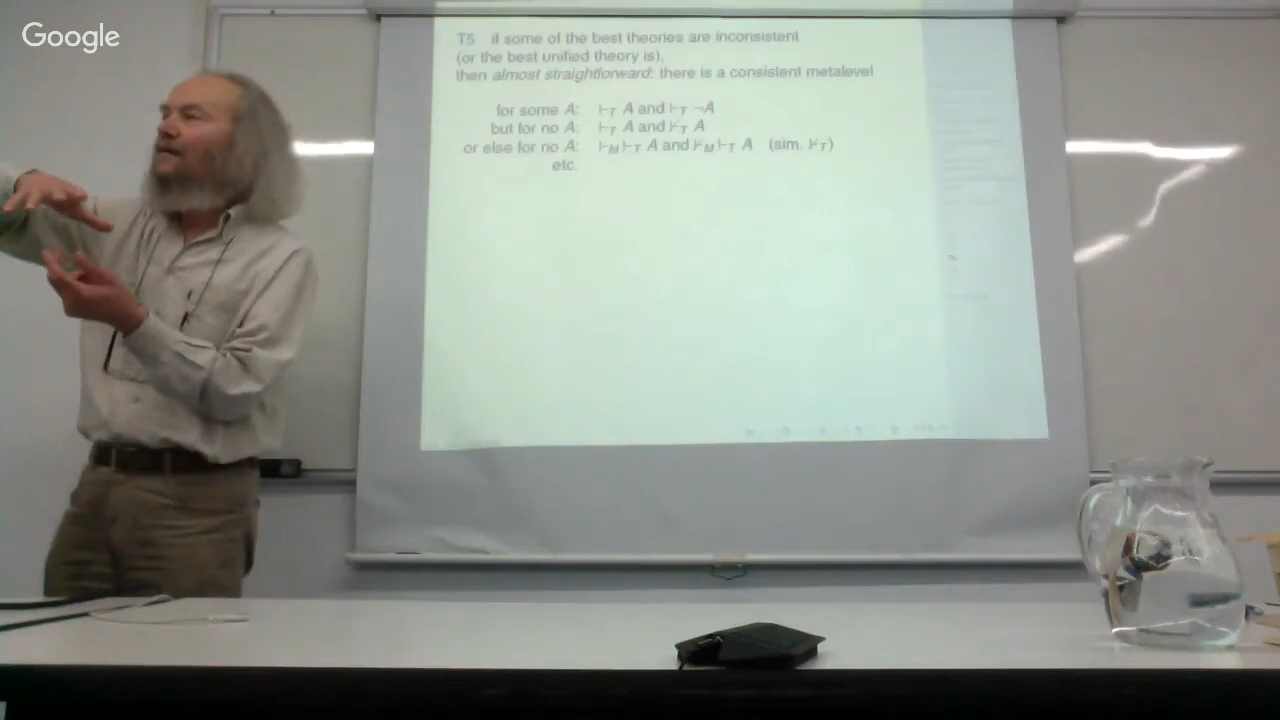 Google
T5 if some of the best theories are inconsistent
(or the best unified theory is),
then almost straightforward: there is a consistent metalevel
for some A: ⊢T A and ⊢T ¬A
but for no A: ⊢T A and ⊬T A
or else for no A: ⊢M ⊢T A and ⊬M ⊢T A (sim. ⊬T)
etc.